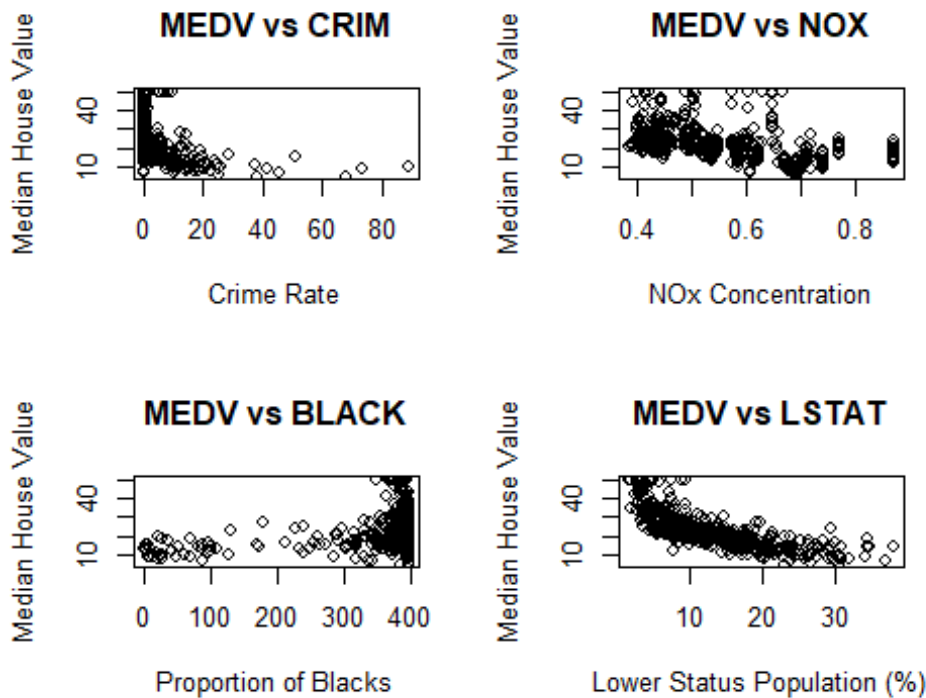 MEDV vs CRIM
Median House Value
10
40
0
20
40
60
80
Crime Rate
MEDV vs NOX
Median House Value
10
40
0.4
0.6
0.8
NOx Concentration
MEDV vs BLACK
Median House Value
10
40
0
100
200
300
400
Proportion of Blacks
MEDV vs LSTAT
Median House Value
10
40
10
20
30
Lower Status Population (%)